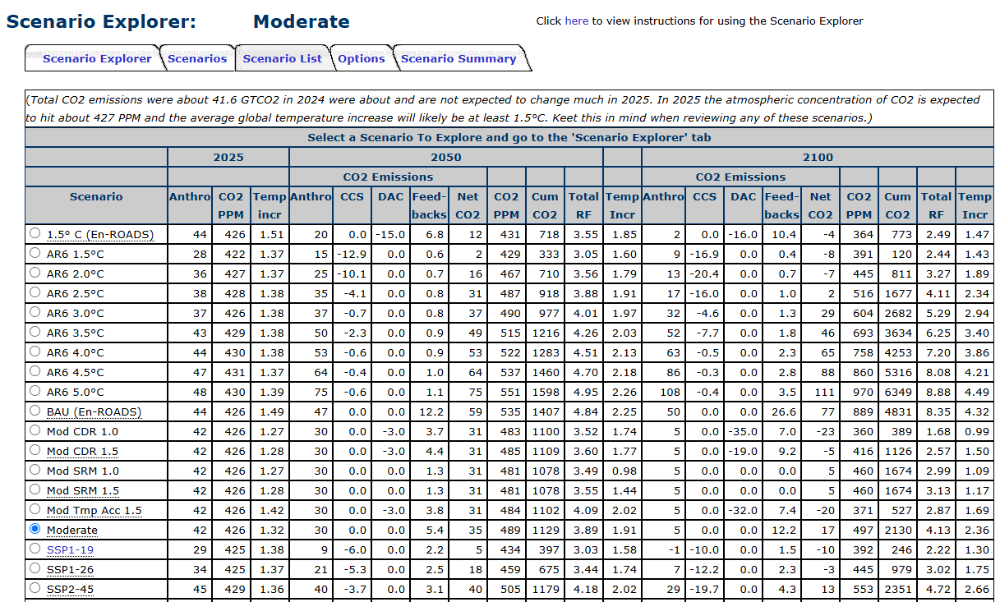 Scenario Explorer: Moderate
Click here to view instructions for using the Scenario Explorer
Scenario Explorer Scenarios Scenario List Options Scenario Summary
(Total CO2 emissions were about 41.6 GTCO2 in 2024 were about and are not expected to change much in 2025. In 2025 the atmospheric concentration of CO2 is expected
to hit about 427 PPM and the average global temperature increase will likely be at least 1.5°C. Keet this in mind when reviewing any of these scenarios.)
Select a Scenario To Explore and go to the 'Scenario Explorer' tab
2025 2050 2100
CO2 Emissions CO2 Emissions
Scenario Anthro CO2 Temp Anthro CCS DAC Feed- Net CO2 Cum Total Temp Anthro CCS DAC Feed- Net CO2 Cum Total Temp
PPM incr backs CO2 PPM CO2 RF Incr backs CO2 PPM CO2 RF Incr
1.5° C (En-ROADS) 44 426 1.51 20 0.0 -15.0 6.8 12 431 718 3.55 1.85 2 0.0 -16.0 10.4 -4 364 773 2.49 1.47
AR6 1.5°C 28 422 1.37 15 -12.9 0.0 0.6 2 429 333 3.05 1.60 9 -16.9 0.0 0.4 -8 391 120 2.44 1.43
AR6 2.0°C 36 427 1.37 25 -10.1 0.0 0.7 16 467 710 3.56 1.79 13 -20.4 0.0 0.7 -7 445 811 3.27 1.89
AR6 2.5°C 38 428 1.38 35 -4.1 0.0 0.8 31 487 918 3.88 1.91 17 -16.0 0.0 1.0 2 516 1677 4.11 2.34
AR6 3.0°C 37 426 1.38 37 -0.7 0.0 0.8 37 490 977 4.01 1.97 32 -4.6 0.0 1.3 29 604 2682 5.29 2.94
AR6 3.5°C 43 429 1.38 50 -2.3 0.0 0.9 49 515 1216 4.26 2.03 52 -7.7 0.0 1.8 46 693 3634 6.25 3.40
AR6 4.0°C 44 430 1.38 53 -0.6 0.0 0.9 53 522 1283 4.51 2.13 63 -0.5 0.0 2.3 65 758 4253 7.20 3.86
AR6 4.5°C 47 431 1.37 64 -0.4 0.0 1.0 64 537 1460 4.70 2.18 86 -0.3 0.0 2.8 88 860 5316 8.08 4.21
AR6 5.0°C 48 430 1.39 75 -0.6 0.0 1.1 75 551 1598 4.95 2.26 108 -0.4 0.0 3.5 111 970 6349 8.88 4.49
BAU (En-ROADS) 44 426 1.49 47 0.0 0.0 12.2 59 535 1407 4.84 2.25 50 0.0 0.0 26.6 77 889 4831 8.35 4.32
Mod CDR 1.0 42 426 1.27 30 0.0 -3.0 3.7 31 483 1100 3.52 1.74 5 0.0 -35.0 7.0 -23 360 389 1.68 0.99
Mod CDR 1.5 42 426 1.28 30 0.0 -3.0 4.4 31 485 1109 3.60 1.77 5 0.0 -19.0 9.2 -5 416 1126 2.57 1.50
Mod SRM 1.0 42 426 1.27 30 0.0 0.0 1.3 31 481 1078 3.49 0.98 5 0.0 0.0 0.0 5 460 1674 2.99 1.09
Mod SRM 1.5 42 426 1.28 30 0.0 0.0 1.3 31 481 1078 3.55 1.44 5 0.0 0.0 0.0 5 460 1674 3.13 1.17
Mod Tmp Acc 1.5 42 426 1.42 30 0.0 -3.0 3.8 31 484 1102 4.09 2.02 5 0.0 -32.0 7.4 -20 371 527 2.87 1.69
Moderate 42 426 1.32 30 0.0 0.0 5.4 35 489 1129 3.89 1.91 5 0.0 0.0 12.2 17 497 2130 4.13 2.36
SSP1-19 29 425 1.38 9 -6.0 0.0 2.2 5 434 397 3.03 1.58 -1 -10.0 0.0 1.5 -10 392 246 2.22 1.30
SSP1-26 34 425 1.37 21 -5.3 0.0 2.5 18 459 675 3.44 1.74 7 -12.2 0.0 2.3 -3 445 979 3.02 1.75
SSP2-45 45 429 1.36 40 -3.7 0.0 3.1 40 505 1179 4.18 2.02 29 -19.7 0.0 4.3 13 553 2351 4.72 2.66